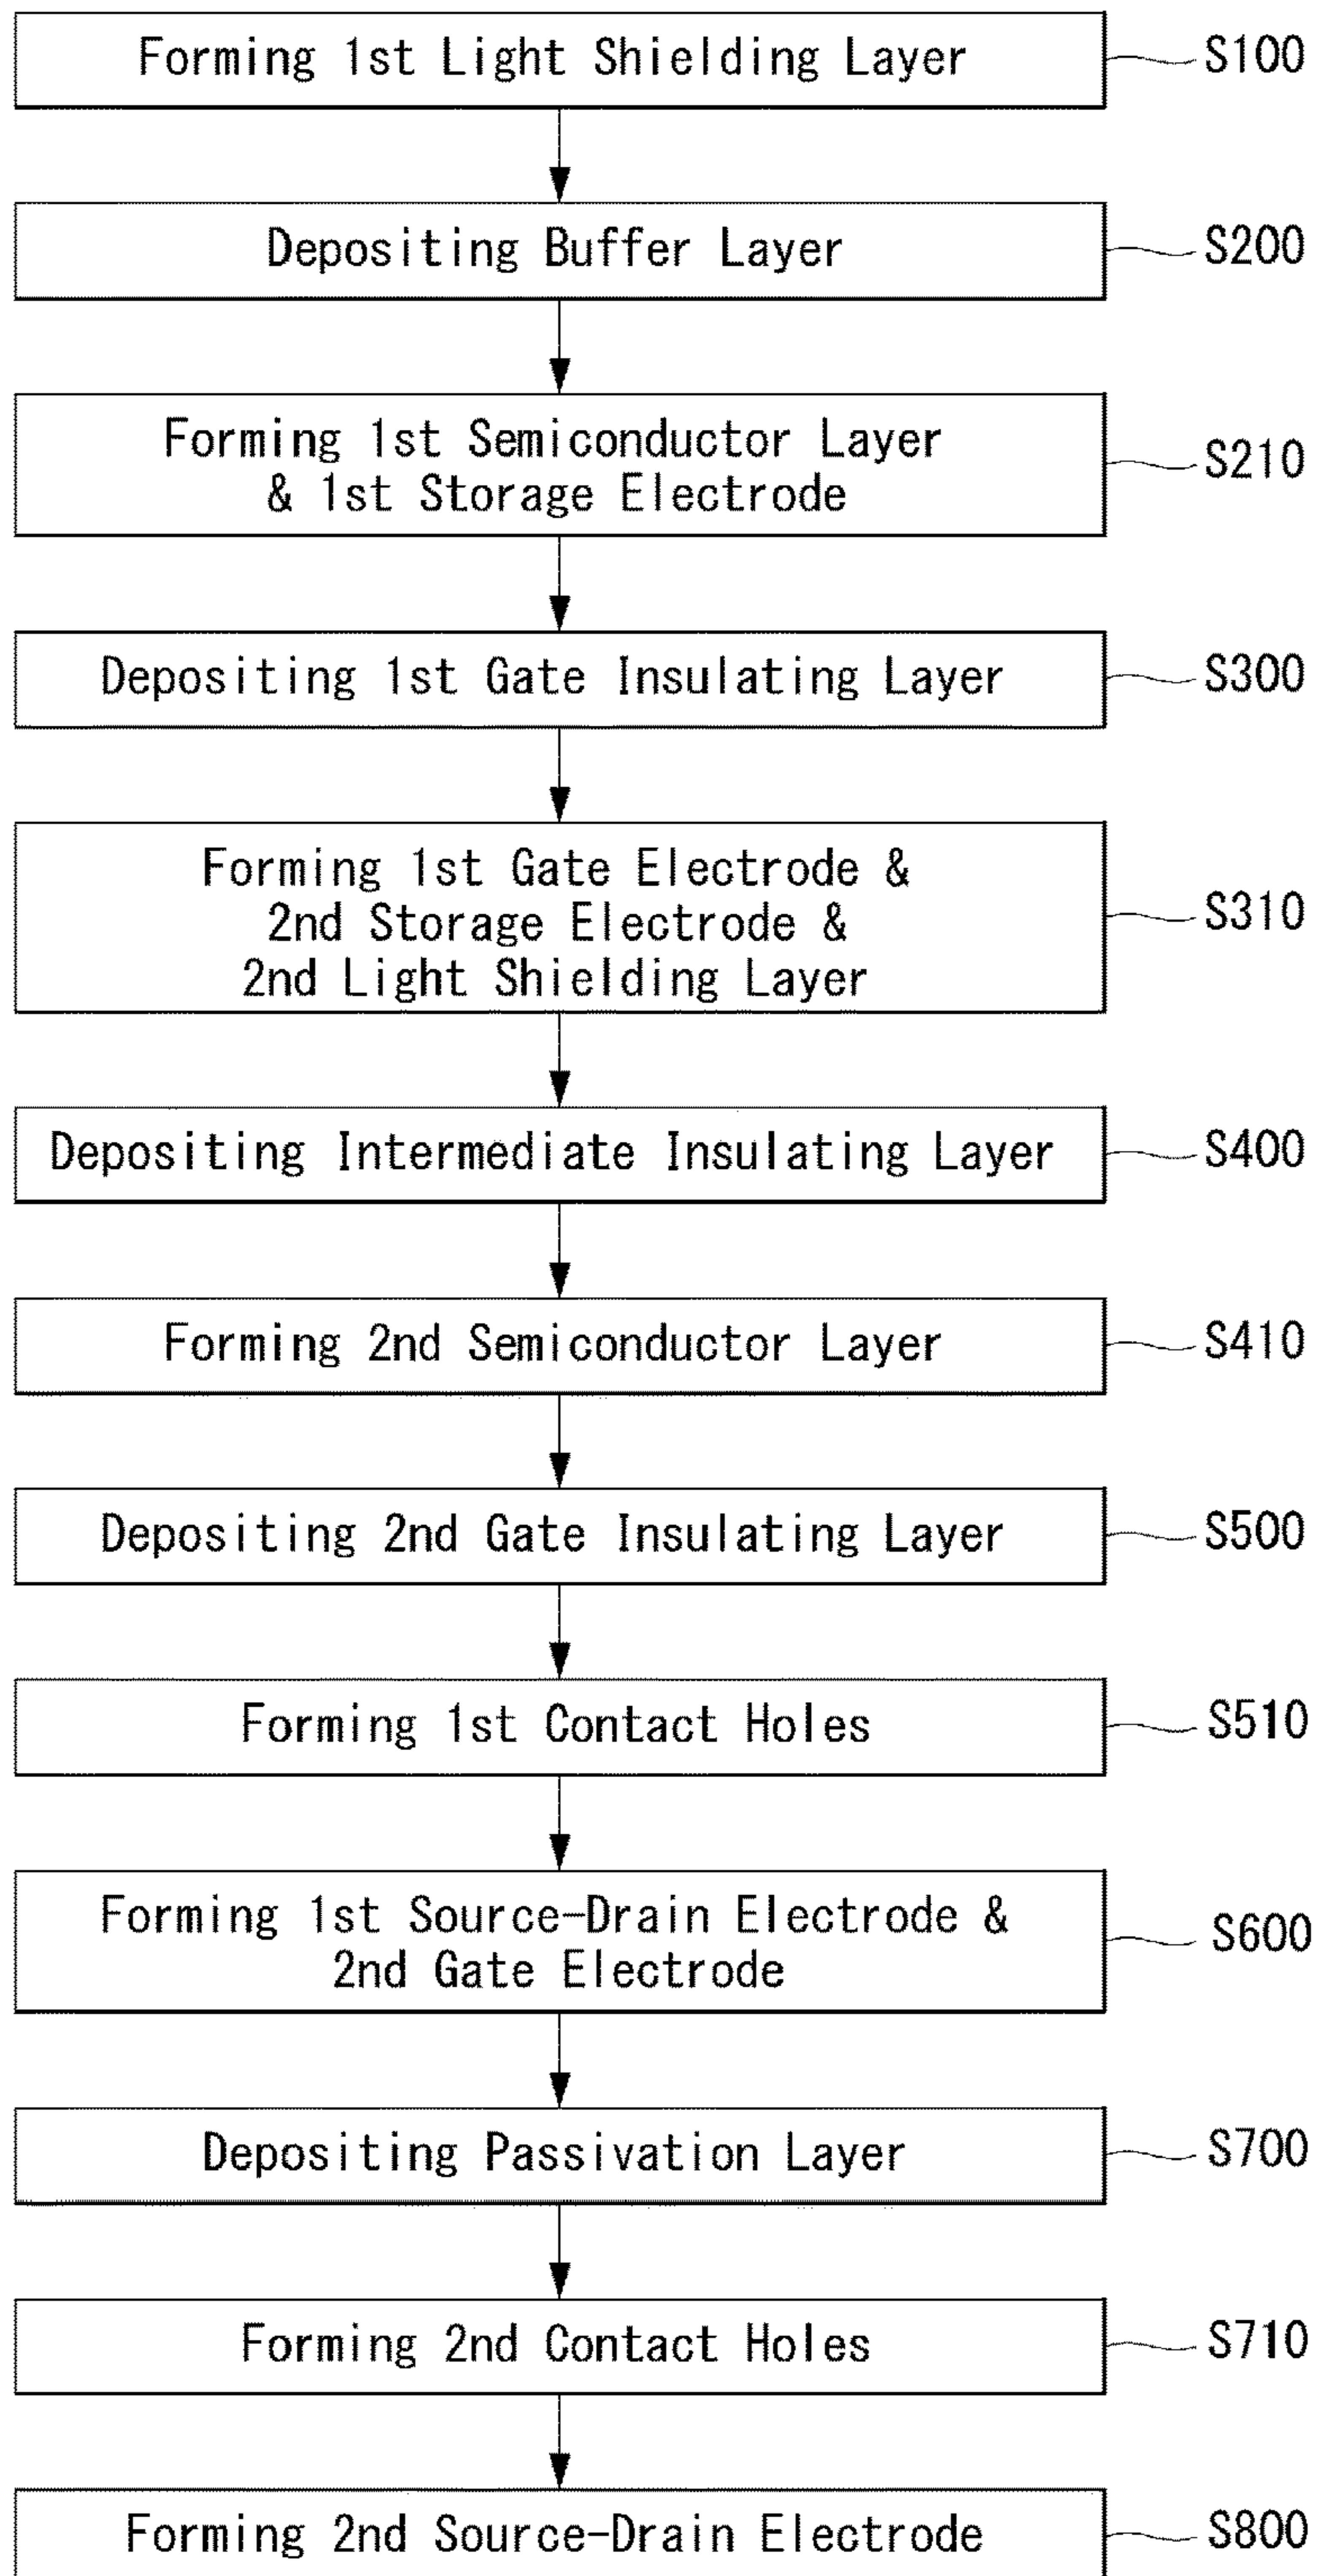 Forming 1st Light Shielding Layer
S100
Depositing Buffer Layer
S200
Forming 1st Semiconductor Layer
& 1st Storage Electrode
S210
Depositing 1st Gate Insulating Layer
S300
Forming 1st Gate Electrode &
2nd Storage Electrode &
2nd Light Shielding Layer
S310
Depositing Intermediate Insulating Layer
S400
Forming 2nd Semiconductor Layer
S410
Depositing 2nd Gate Insulating Layer
S500
Forming 1st Contact Holes
S510
Forming 1st Source-Drain Electrode &
2nd Gate Electrode
S600
Depositing Passivation Layer
S700
Forming 2nd Contact Holes
S710
Forming 2nd Source-Drain Electrode
S800